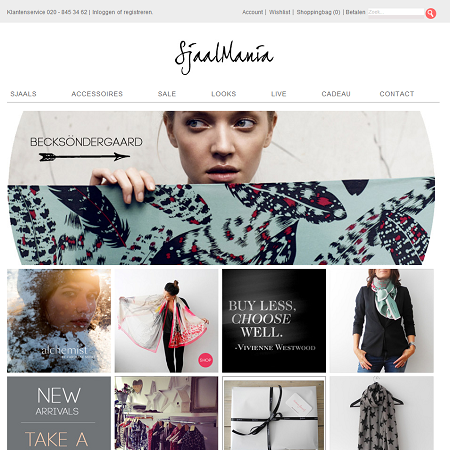 Klantenservice 020 - 845 34 62 | Inloggen of registreren.
Account | Wishlist | Shoppingbag (0) | Betalen Zoek...
SjaalMania
SJAALS ACCESSOIRES SALE LOOKS LIVE CADEAU CONTACT
BECKSÖNDERGAARD
alchemist
SHOP
BUY LESS,
CHOOSE
WELL.
-VIVIENNE WESTWOOD
NEW
ARRIVALS
TAKE A